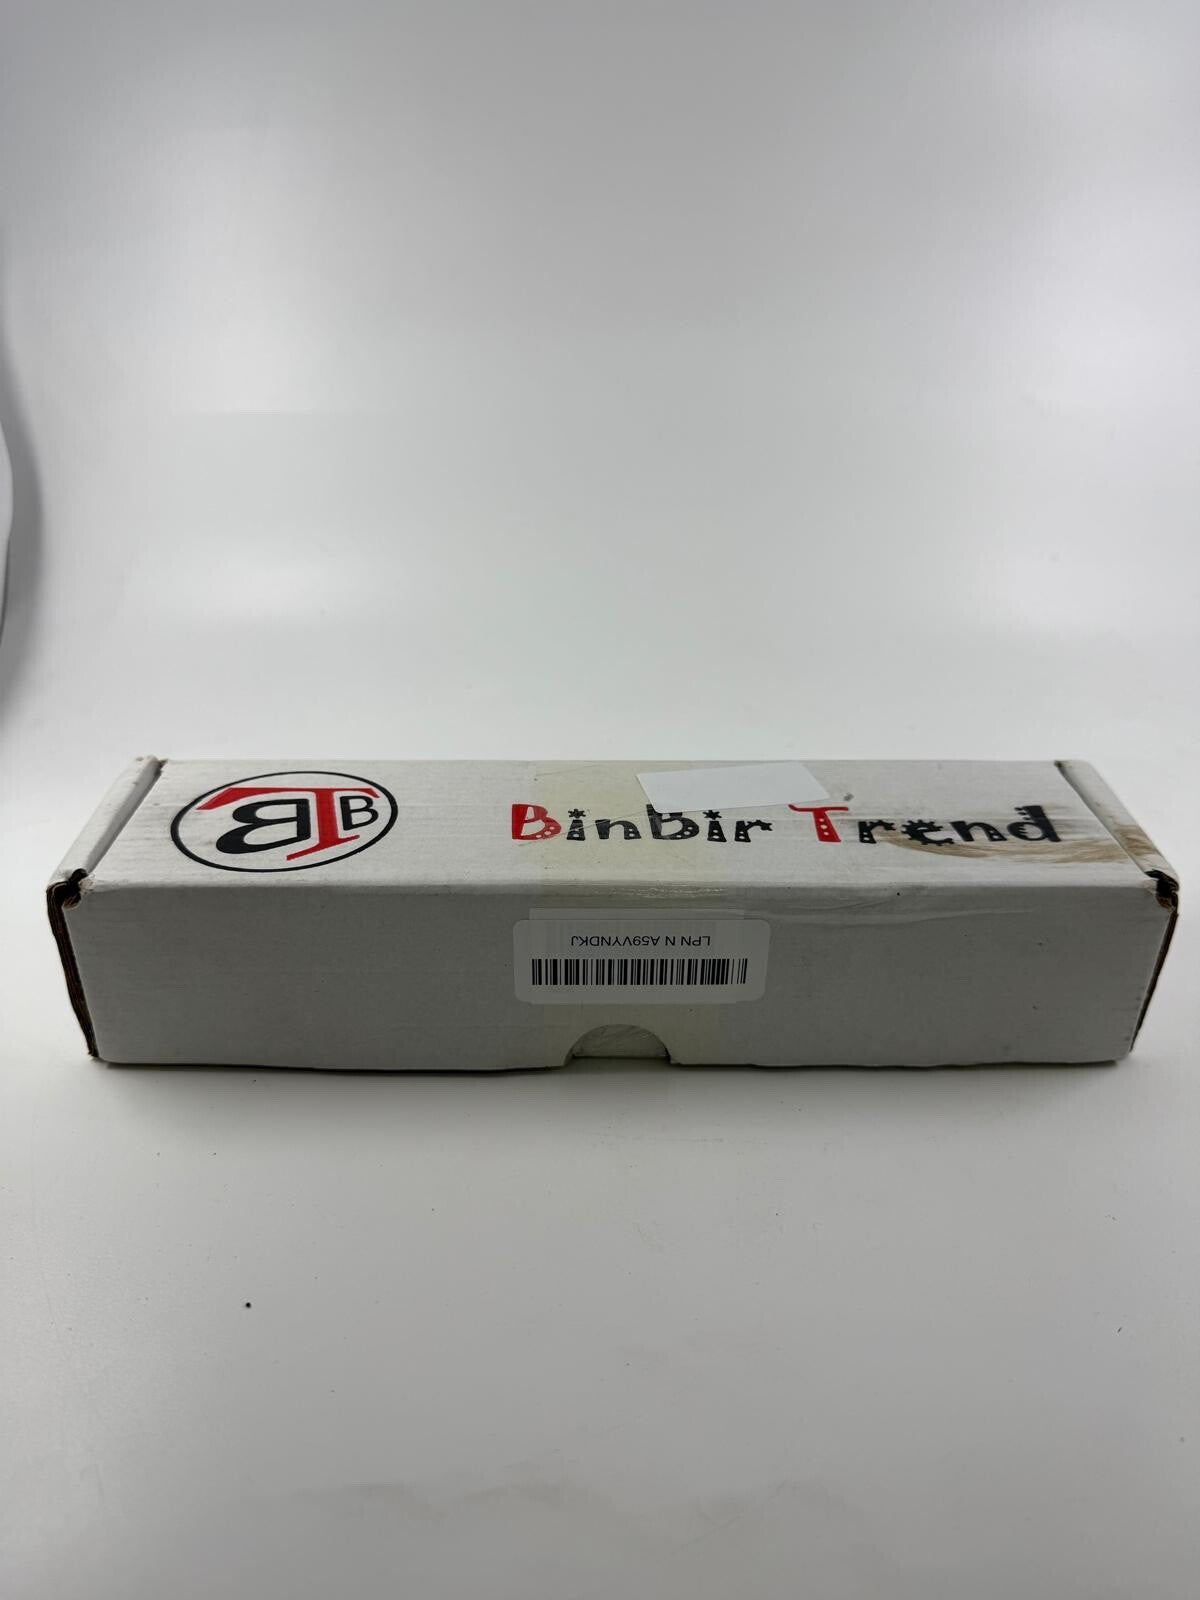 BTB
BinBir Trend
LPN N A59VYNDKJ